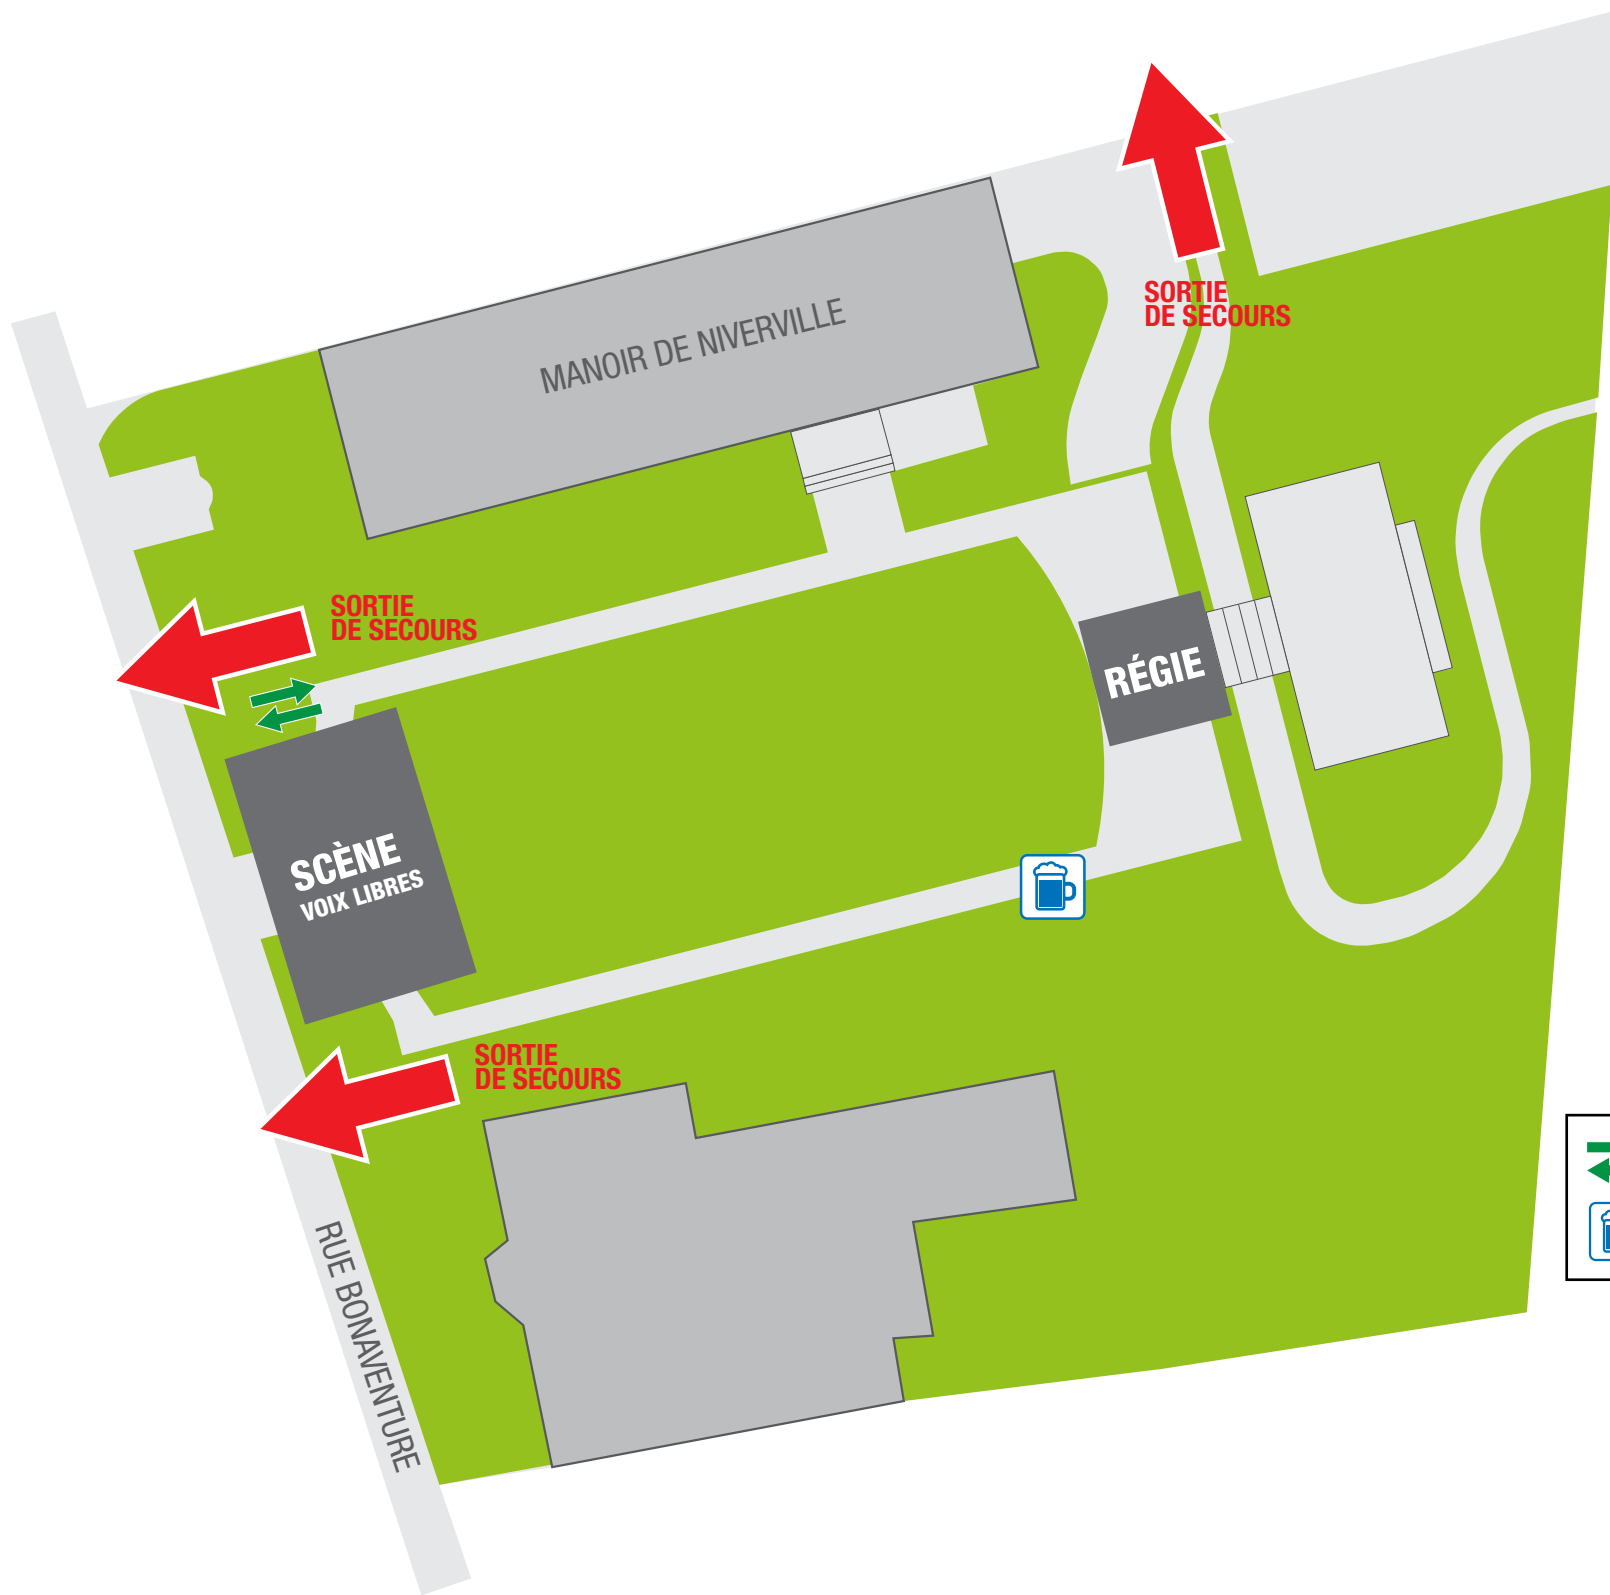 SORTIE
DE SECOURS
MANOIR DE NIVERVILLE
SORTIE
DE SECOURS
RÉGIE
SCÈNE
VOIX LIBRES
SORTIE
DE SECOURS
RUE BONAVENTURE